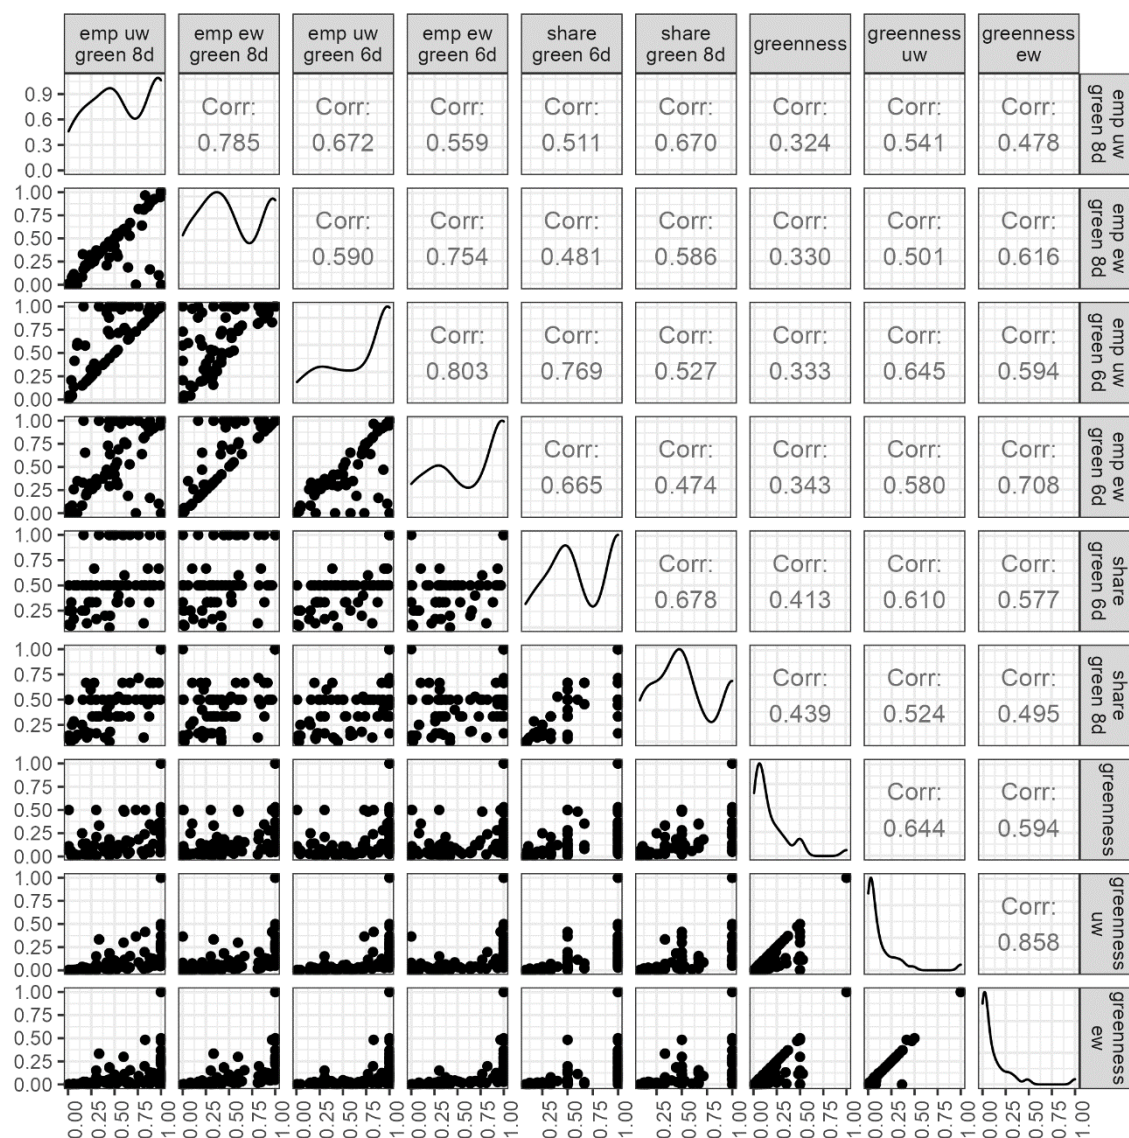 emp uw
green 8d
emp ew
green 8d
emp uw
green 6d
emp ew
green 6d
share
green 6d
share
green 8d
greenness
greenness
uw
greenness
ew
0.9
0.6
0.3
0.0
Corr:
0.785
Corr:
0.672
Corr:
0.559
Corr:
0.511
Corr:
0.670
Corr:
0.324
Corr:
0.541
Corr:
0.478
emp uw
green 8d
1.00
0.75
0.50
0.25
0.00
Corr:
0.590
Corr:
0.754
Corr:
0.481
Corr:
0.586
Corr:
0.330
Corr:
0.501
Corr:
0.616
emp ew
green 8d
1.00
0.75
0.50
0.25
0.00
Corr:
0.803
Corr:
0.769
Corr:
0.527
Corr:
0.333
Corr:
0.645
Corr:
0.594
emp uw
green 6d
1.00
0.75
0.50
0.25
0.00
Corr:
0.665
Corr:
0.474
Corr:
0.343
Corr:
0.580
Corr:
0.708
emp ew
green 6d
1.00
0.75
0.50
0.25
Corr:
0.678
Corr:
0.413
Corr:
0.610
Corr:
0.577
share
green 6d
1.00
0.75
0.50
0.25
Corr:
0.439
Corr:
0.524
Corr:
0.495
share
green 8d
1.00
0.75
0.50
0.25
0.00
Corr:
0.644
Corr:
0.594
greenness
1.00
0.75
0.50
0.25
0.00
Corr:
0.858
greenness
uw
1.00
0.75
0.50
0.25
0.00
greenness
ew
0.00
0.25
0.50
0.75
1.00
0.00
0.25
0.50
0.75
1.00
0.00
0.25
0.50
0.75
1.00
0.00
0.25
0.50
0.75
1.00
0.25
0.50
0.75
1.00
0.25
0.50
0.75
1.00
0.00
0.25
0.50
0.75
1.00
0.00
0.25
0.50
0.75
1.00
0.00
0.25
0.50
0.75
1.00